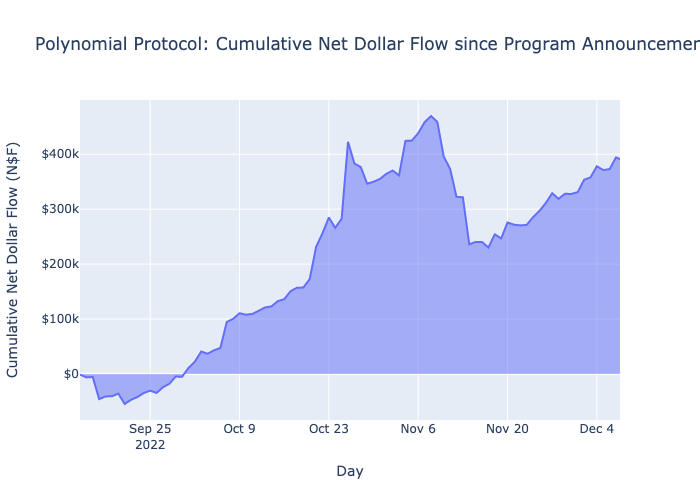 Polynomial Protocol: Cumulative Net Dollar Flow since Program Announcemen
Cumulative Net Dollar Flow (N$F)
$400k
$300k
$200k
$100k
$0
Sep 25
2022
Oct 9
Oct 23
Nov 6
Nov 20
Dec 4
Day